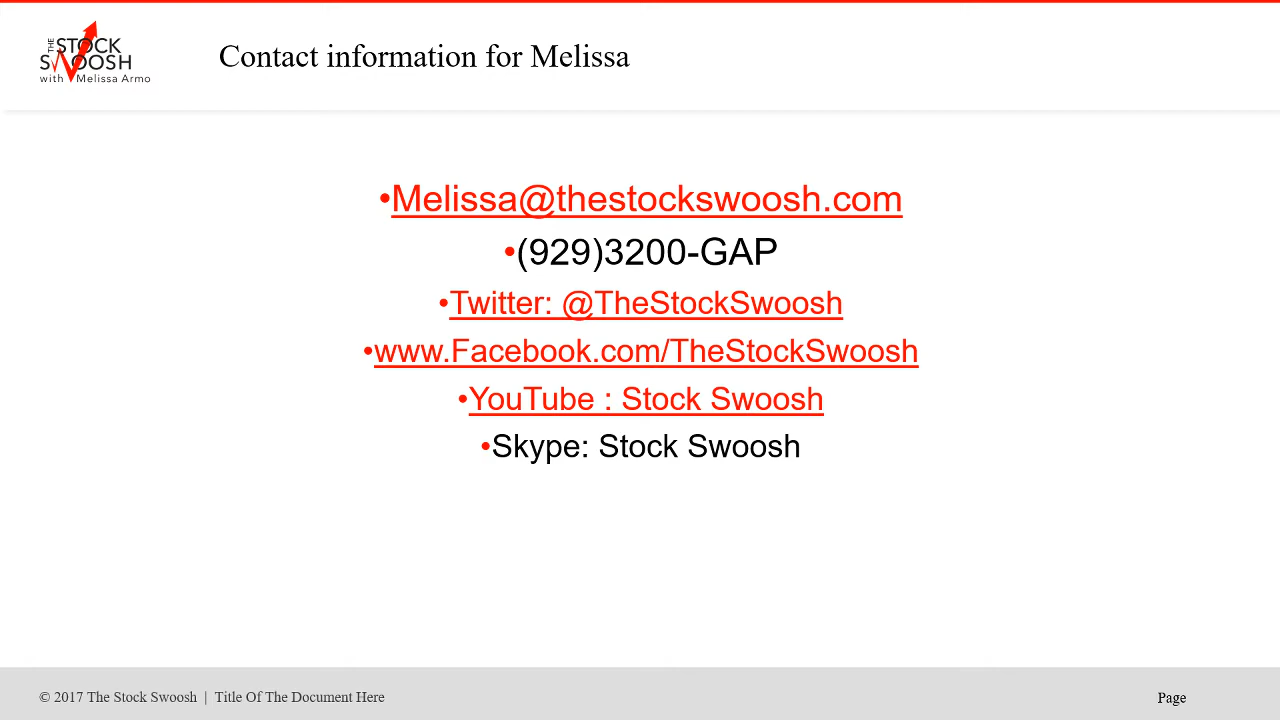 THE STOCK
SWOOSH
with Melissa Armo
Contact information for Melissa
•Melissa@thestockswoosh.com
•(929)3200-GAP
•Twitter: @TheStockSwoosh
•www.Facebook.com/TheStockSwoosh
•YouTube : Stock Swoosh
•Skype: Stock Swoosh
© 2017 The Stock Swoosh | Title Of The Document Here
Page